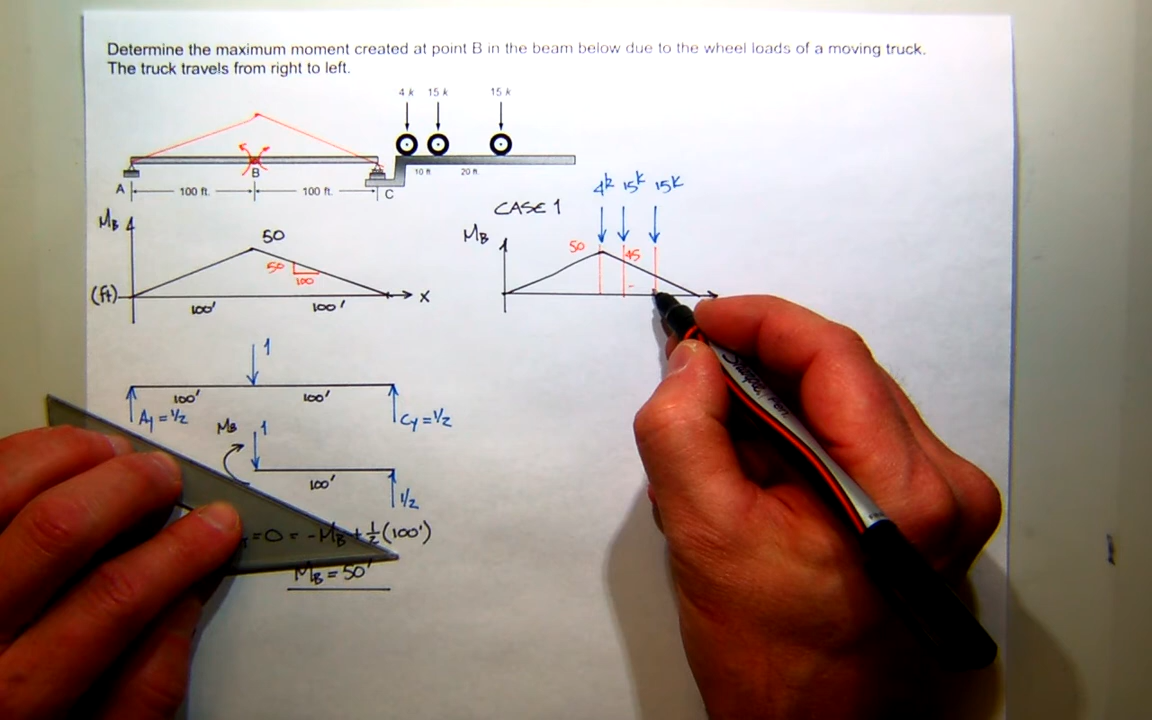 Determine the maximum moment created at point B in the beam below due to the wheel loads of a moving truck.
The truck travels from right to left.
4 k 15 k 15 k
B
10 ft. 20 ft.
A 100 ft. 100 ft. C
MB
50
50
100
(ft)
100' 100' x
CASE 1
4k 15k 15k
MB
50
45
1
100' 100'
Ay = 1/2
Cy = 1/2
MB 1
100'
1/2
= 0 = -MB + 1/2 (100')
MB = 50'
Sharpie Pen